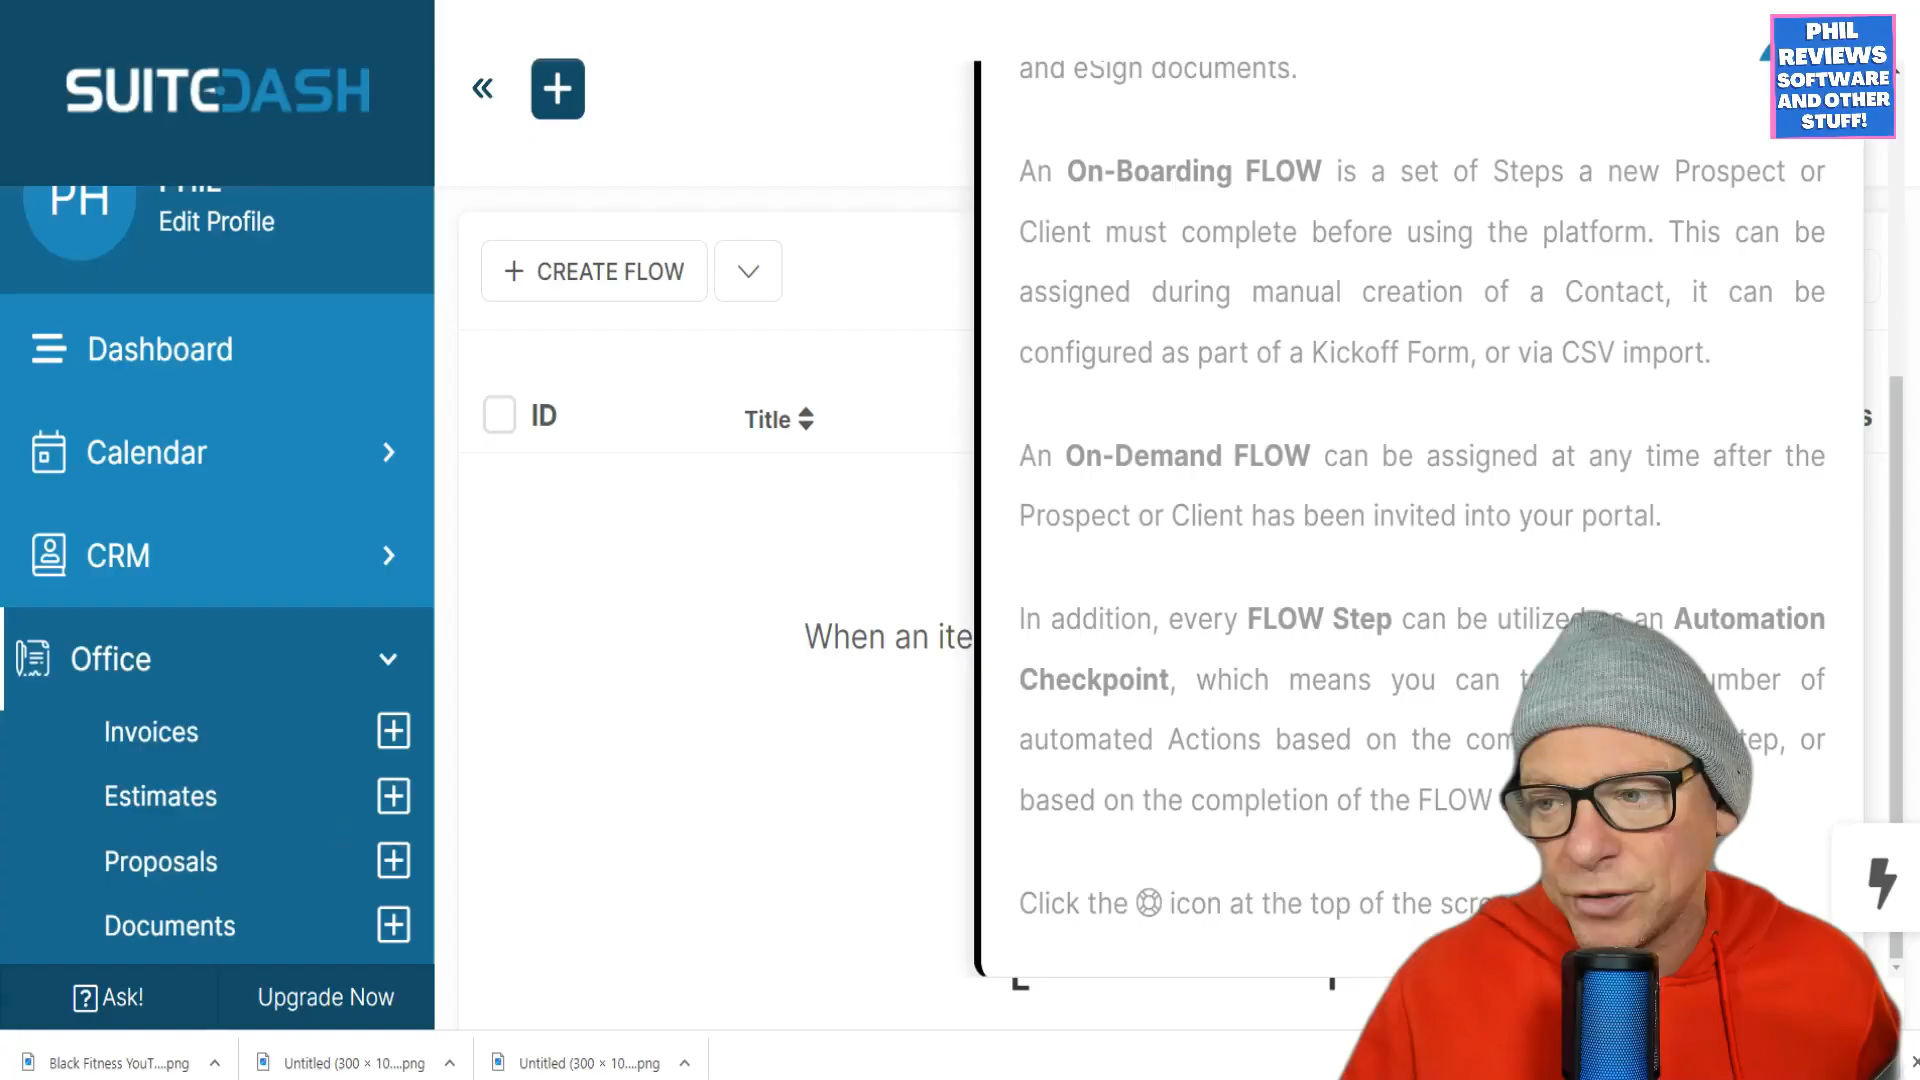 SUITEDASH
PH
PHIL
Edit Profile
Dashboard
Calendar
CRM
Office
Invoices
Estimates
Proposals
Documents
?Ask!
Upgrade Now
«
+
+ CREATE FLOW
ID
Title
When an ite
and eSign documents.
An On-Boarding FLOW is a set of Steps a new Prospect or
Client must complete before using the platform. This can be
assigned during manual creation of a Contact, it can be
configured as part of a Kickoff Form, or via CSV import.
An On-Demand FLOW can be assigned at any time after the
Prospect or Client has been invited into your portal.
In addition, every FLOW Step can be utilized as an Automation
Checkpoint, which means you can umber of
automated Actions based on the com tep, or
based on the completion of the FLOW
Click the icon at the top of the scre
s
PHIL
REVIEWS
SOFTWARE
AND OTHER
STUFF!
Black Fitness YouT....png
Untitled (300 × 10....png
Untitled (300 × 10....png